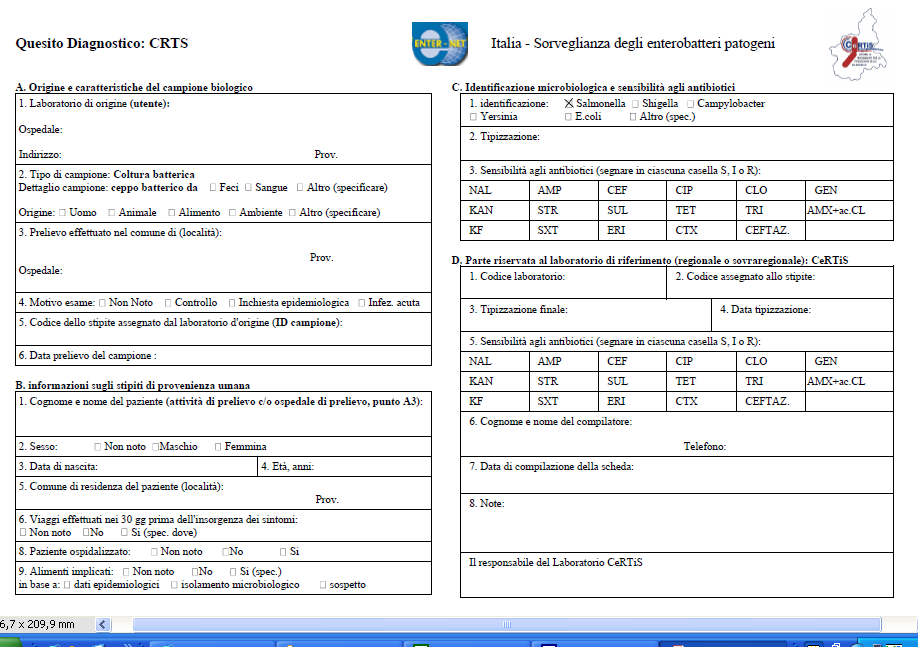 Quesito Diagnostico: CRTS
ENTER-NET
Italia - Sorveglianza degli enterobatteri patogeni
CeRTiS
A. Origine e caratteristiche del campione biologico
1. Laboratorio di origine (utente):
Ospedale:
Indirizzo: Prov.
2. Tipo di campione: Coltura batterica
Dettaglio campione: ceppo batterico da □ Feci □ Sangue □ Altro (specificare)
Origine: □ Uomo □ Animale □ Alimento □ Ambiente □ Altro (specificare)
3. Prelievo effettuato nel comune di (località):
Prov.
Ospedale:
4. Motivo esame: □ Non Noto □ Controllo □ Inchiesta epidemiologica □ Infez. acuta
5. Codice dello stipite assegnato dal laboratorio d'origine (ID campione):
6. Data prelievo del campione :
B. informazioni sugli stipiti di provenienza umana
1. Cognome e nome del paziente (attività di prelievo c/o ospedale di prelievo, punto A3):
2. Sesso: □ Non noto □Maschio □ Femmina
3. Data di nascita: 4. Età, anni:
5. Comune di residenza del paziente (località):
Prov.
6. Viaggi effettuati nei 30 gg prima dell'insorgenza dei sintomi:
□ Non noto □No □ Si (spec. dove)
8. Paziente ospidalizzato: □ Non noto □No □ Si
9. Alimenti implicati: □ Non noto □No □ Si (spec.)
in base a: □ dati epidemiologici □ isolamento microbiologico □ sospetto
C. Identificazione microbiologica e sensibilità agli antibiotici
1. identificazione: ☒ Salmonella □ Shigella □ Campylobacter
□ Yersinia □ E.coli □ Altro (spec.)
2. Tipizzazione:
3. Sensibilità agli antibiotici (segnare in ciascuna casella S, I o R):
NAL AMP CEF CIP CLO GEN
KAN STR SUL TET TRI AMX+ac.CL
KF SXT ERI CTX CEFTAZ.
D. Parte riservata al laboratorio di riferimento (regionale o sovraregionale): CeRTiS
1. Codice laboratorio: 2. Codice assegnato allo stipite:
3. Tipizzazione finale: 4. Data tipizzazione:
5. Sensibilità agli antibiotici (segnare in ciascuna casella S, I o R):
NAL AMP CEF CIP CLO GEN
KAN STR SUL TET TRI AMX+ac.CL
KF SXT ERI CTX CEFTAZ.
6. Cognome e nome del compilatore:
Telefono:
7. Data di compilazione della scheda:
8. Note:
Il responsabile del Laboratorio CeRTiS
6,7 x 209,9 mm